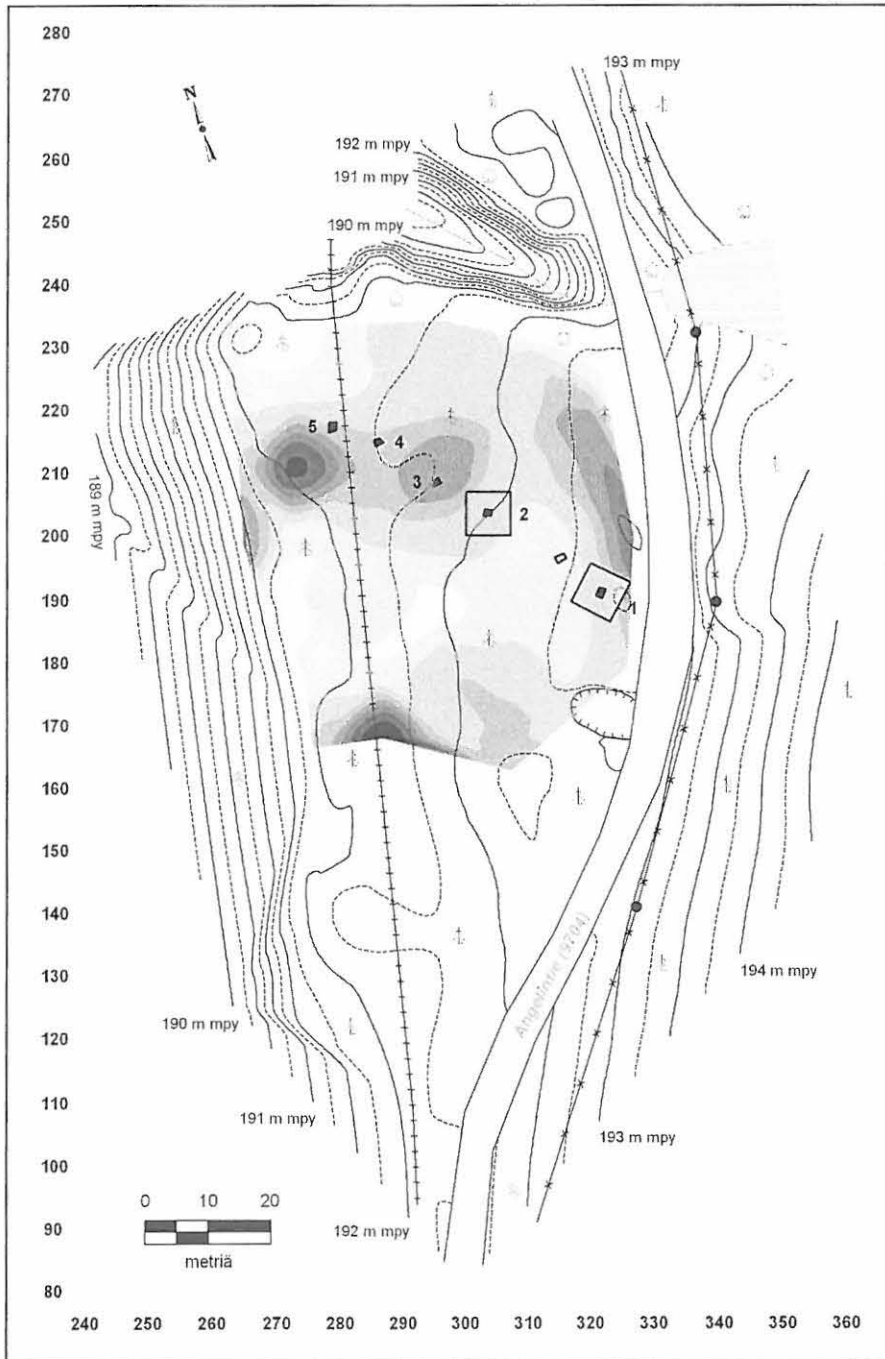 280
270
260
250
240
230
220
210
200
190
180
170
160
150
140
130
120
110
100
90
80
N
193 m mpy
192 m mpy
191 m mpy
190 m mpy
5
4
3
2
1
189 m mpy
Angelintie (9704)
194 m mpy
190 m mpy
191 m mpy
193 m mpy
192 m mpy
0 10 20
metriä
240 250 260 270 280 290 300 310 320 330 340 350 360